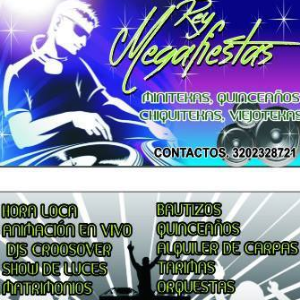 Rey
Megafiestas
MINITEKAS, QUINCEAÑOS
CHIQUITEKAS, VIEJOTEKAS
CONTACTOS. 3202328721
HORA LOCA
ANIMACIÓN EN VIVO
DJS CROOSOVER
SHOW DE LUCES
MATRIMONIOS
BAUTIZOS
QUINCEAÑOS
ALQUILER DE CARPAS
TARIMAS
ORQUESTAS